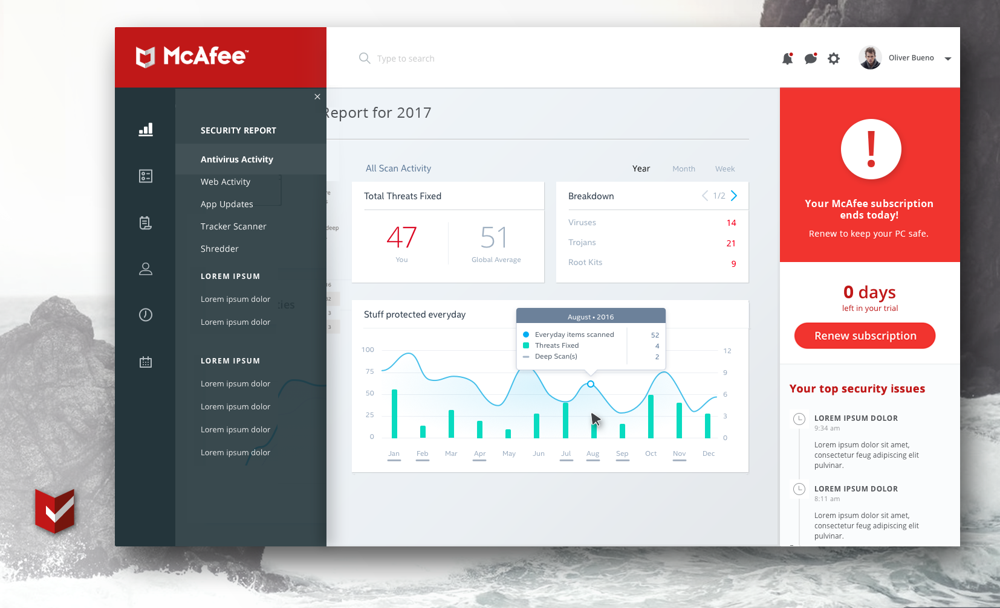 McAfee™
Type to search
Oliver Bueno
SECURITY REPORT
Antivirus Activity
Web Activity
App Updates
Tracker Scanner
Shredder
LOREM IPSUM
Lorem ipsum dolor
Lorem ipsum dolor
LOREM IPSUM
Lorem ipsum dolor
Lorem ipsum dolor
Lorem ipsum dolor
Lorem ipsum dolor
Report for 2017
All Scan Activity
Year Month Week
Total Threats Fixed
47 51
You Global Average
Breakdown 1/2
Viruses 14
Trojans 21
Root Kits 9
deep
Stuff protected everyday
August • 2016
Everyday items scanned 52
Threats Fixed 4
Deep Scan(s) 2
100 12
75 9
50 6
25 3
0 0
Jan Feb Mar Apr May Jun Jul Aug Sep Oct Nov Dec
!
Your McAfee subscription
ends today!
Renew to keep your PC safe.
0 days
left in your trial
Renew subscription
Your top security issues
LOREM IPSUM DOLOR
9:34 am
Lorem ipsum dolor sit amet,
consectetur feug adipiscing elit
pulvinar.
LOREM IPSUM DOLOR
8:11 am
Lorem ipsum dolor sit amet,
consectetur feug adipiscing elit
pulvinar.